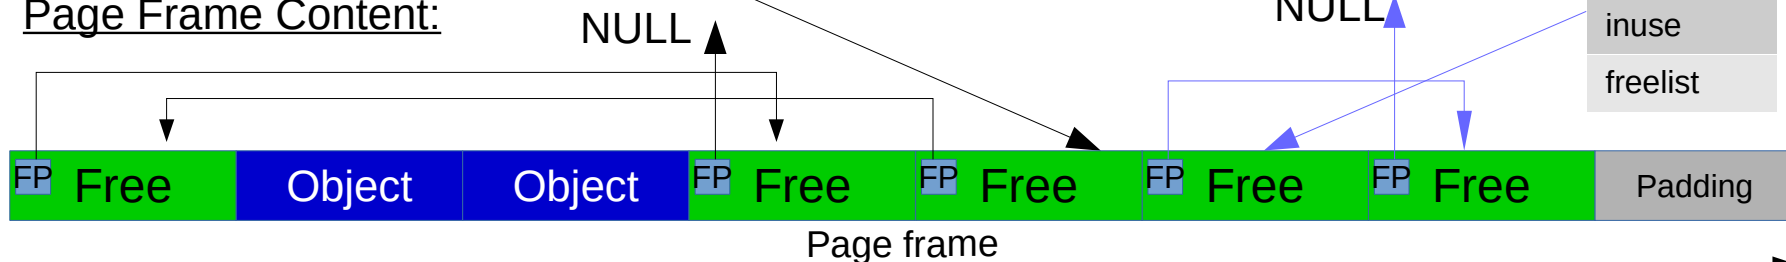 Page Frame Content:
NULL
NULL
inuse
freelist
FP Free Object Object FP Free FP Free FP Free FP Free Padding
Page frame